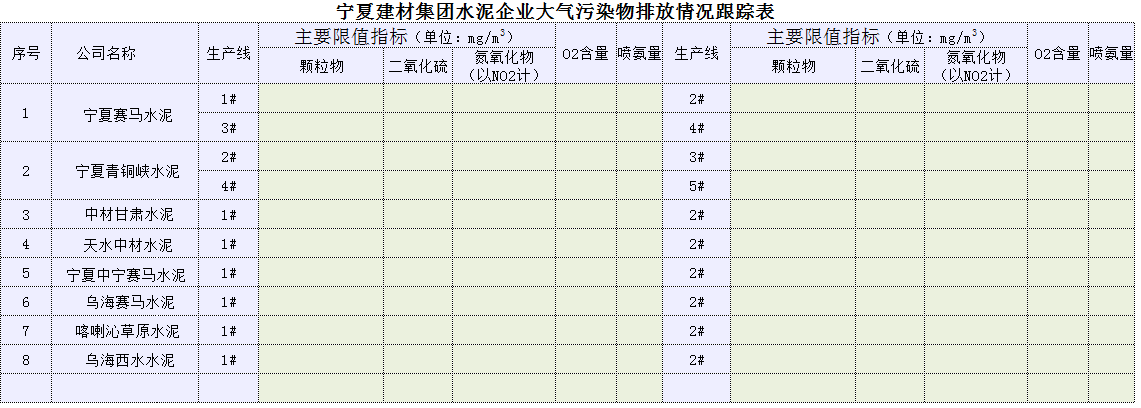 宁夏建材集团水泥企业大气污染物排放情况跟踪表
序号 公司名称 生产线 主要限值指标（单位：mg/m³） O2含量 喷氨量 生产线 主要限值指标（单位：mg/m³） O2含量 喷氨量
颗粒物 二氧化硫 氮氧化物（以NO2计） 颗粒物 二氧化硫 氮氧化物（以NO2计）
1 宁夏赛马水泥 1# 2#
3# 4#
2 宁夏青铜峡水泥 2# 3#
4# 5#
3 中材甘肃水泥 1# 2#
4 天水中材水泥 1# 2#
5 宁夏中宁赛马水泥 1# 2#
6 乌海赛马水泥 1# 2#
7 喀喇沁草原水泥 1# 2#
8 乌海西水水泥 1# 2#